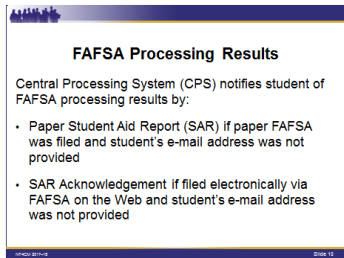 FAFSA Processing Results
Central Processing System (CPS) notifies student of
FAFSA processing results by:
• Paper Student Aid Report (SAR) if paper FAFSA
was filed and student's e-mail address was not
provided
• SAR Acknowledgement if filed electronically via
FAFSA on the Web and student's e-mail address
was not provided
Slide 18